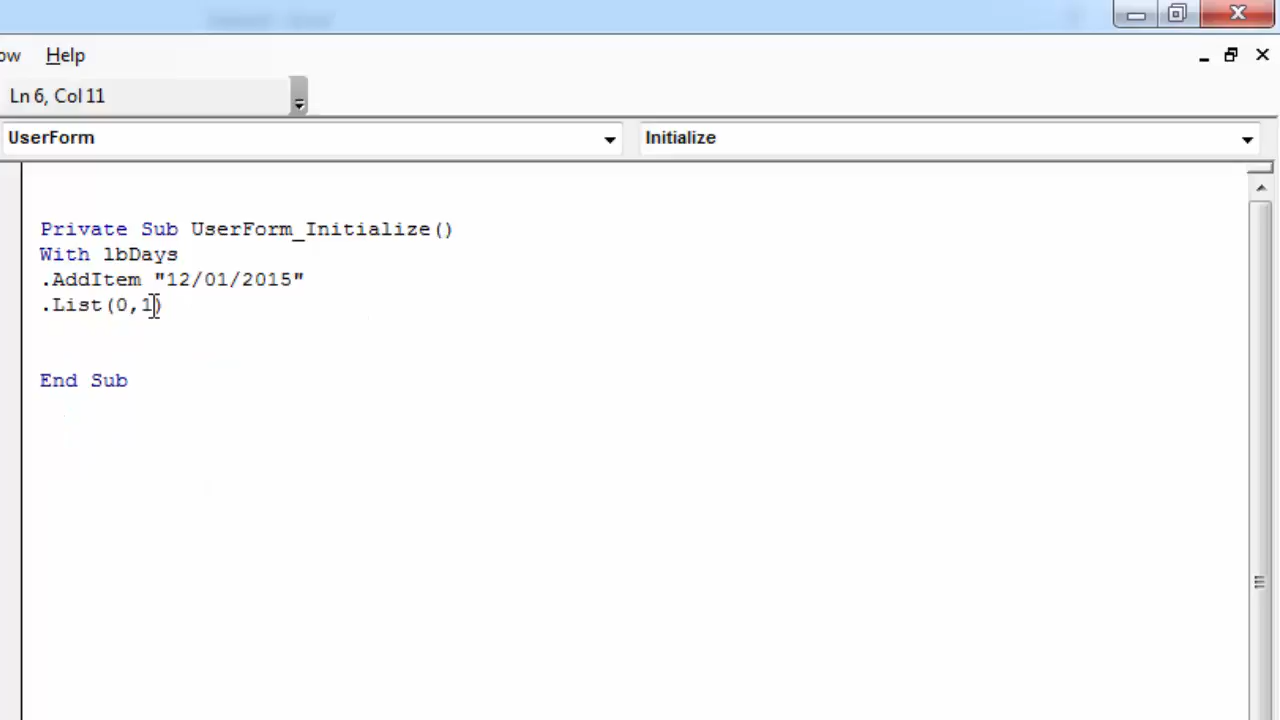 ow Help
Ln 6, Col 11
UserForm Initialize
Private Sub UserForm_Initialize()
With lbDays
.AddItem "12/01/2015"
.List(0,1)
End Sub